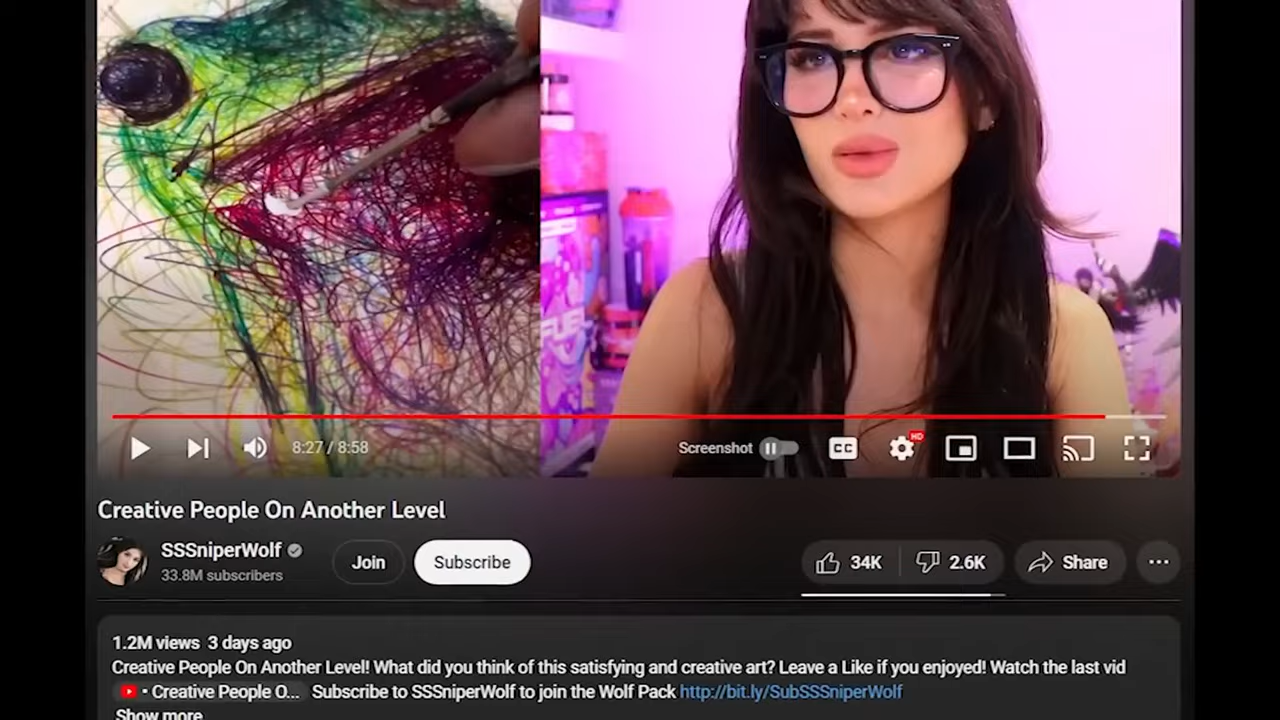 FUEL
8:27 / 8:58
Screenshot
CC
HD
Creative People On Another Level
SSSniperWolf
33.8M subscribers
Join
Subscribe
34K
2.6K
Share
1.2M views 3 days ago
Creative People On Another Level! What did you think of this satisfying and creative art? Leave a Like if you enjoyed! Watch the last vid
• Creative People O... Subscribe to SSSniperWolf to join the Wolf Pack http://bit.ly/SubSSSniperWolf
Show more